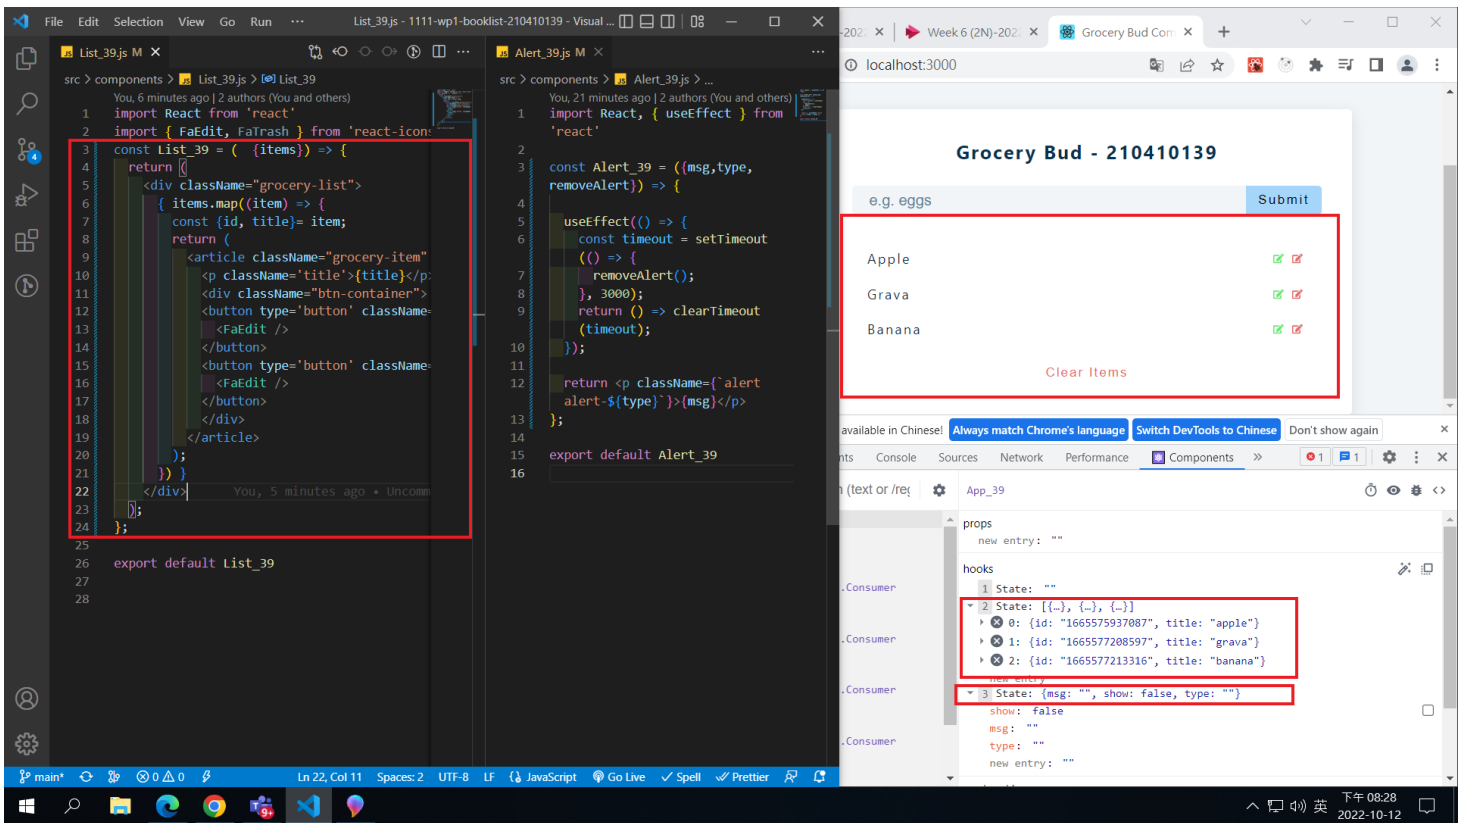 File Edit Selection View Go Run ··· List_39.js - 1111-wp1-booklist-210410139 - Visual ...
List_39.js M
src > components > List_39.js > List_39
You, 6 minutes ago | 2 authors (You and others)
1 import React from 'react'
2 import { FaEdit, FaTrash } from 'react-icons
3 const List_39 = (  {items}) => {
4 return (
5 <div className="grocery-list">
6 { items.map((item) => {
7 const {id, title}= item;
8 return (
9 <article className="grocery-item"
10 <p className='title'>{title}</p>
11 <div className="btn-container">
12 <button type='button' className=
13 <FaEdit />
14 </button>
15 <button type='button' className=
16 <FaEdit />
17 </button>
18 </div>
19 </article>
20 );
21 }) }
22 </div> You, 5 minutes ago • Uncomm
23 );
24 };
25
26 export default List_39
27
28
Alert_39.js M
src > components > Alert_39.js > ...
You, 21 minutes ago | 2 authors (You and others)
1 import React, { useEffect } from
'react'
2
3 const Alert_39 = ({msg,type,
removeAlert}) => {
4
5 useEffect(() => {
6 const timeout = setTimeout
(() => {
7 removeAlert();
8 }, 3000);
9 return () => clearTimeout
(timeout);
10 });
11
12 return <p className={`alert
alert-${type}`}>{msg}</p>
13 };
14
15 export default Alert_39
16
main* 0 0 Ln 22, Col 11 Spaces: 2 UTF-8 LF JavaScript Go Live Spell Prettier
-202 Week 6 (2N)-202 Grocery Bud Com
localhost:3000
Grocery Bud - 210410139
e.g. eggs Submit
Apple
Grava
Banana
Clear Items
available in Chinese! Always match Chrome's language Switch DevTools to Chinese Don't show again
nts Console Sources Network Performance Components 1 1
(text or /reg App_39
props
new entry: ""
hooks
1 State: ""
2 State: [{…}, {…}, {…}]
0: {id: "1665575937087", title: "apple"}
1: {id: "1665577208597", title: "grava"}
2: {id: "1665577213316", title: "banana"}
new entry
3 State: {msg: "", show: false, type: ""}
show: false
msg: ""
type: ""
new entry: ""
.Consumer
.Consumer
.Consumer
.Consumer
英 下午 08:28
2022-10-12